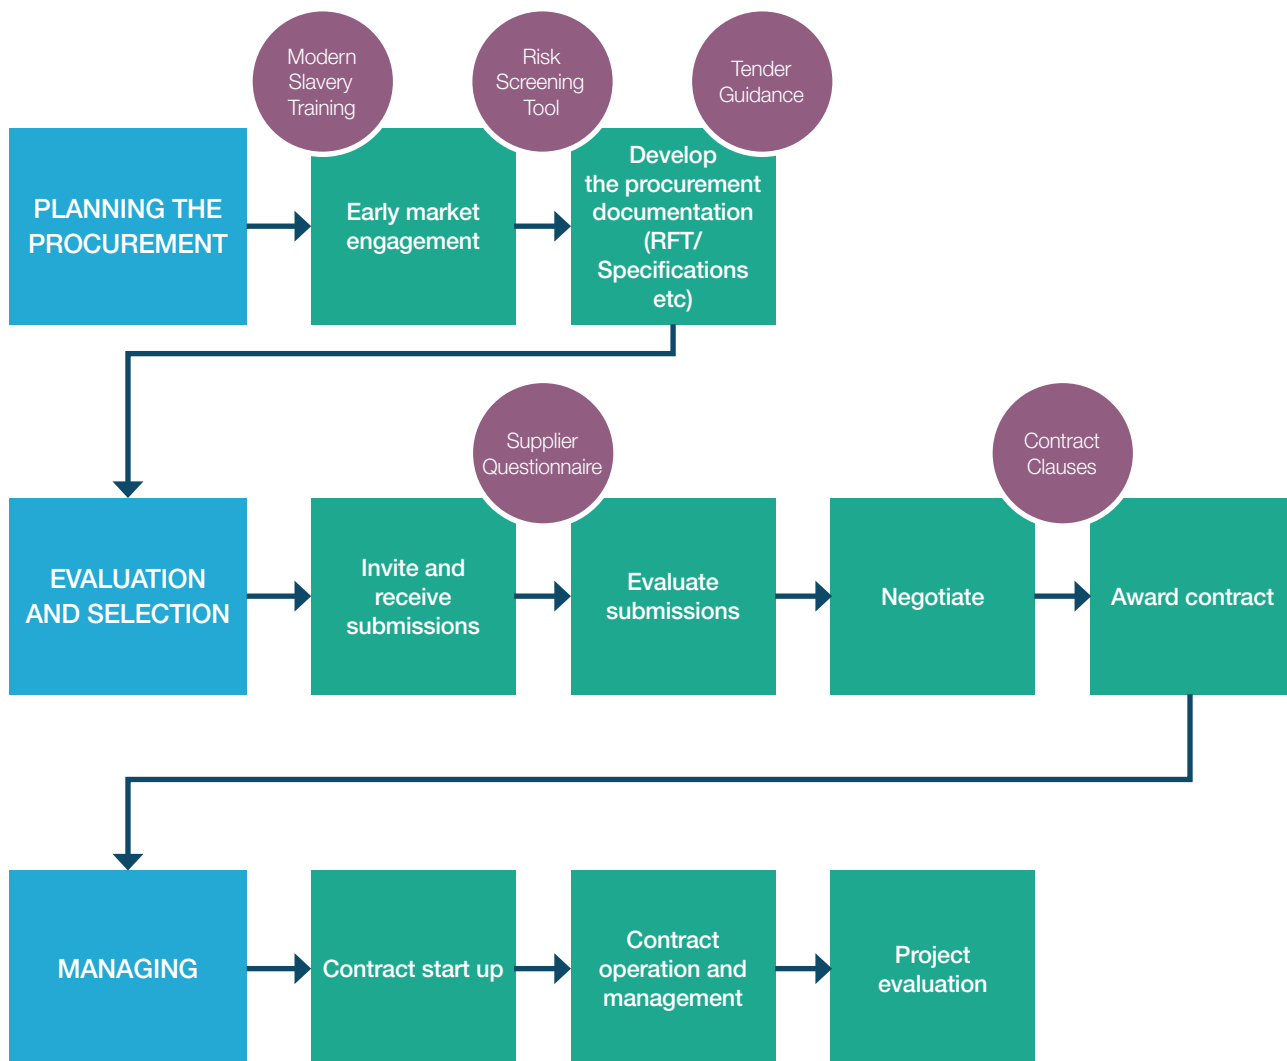 Modern
Slavery
Training
Risk
Screening
Tool
Tender
Guidance
PLANNING THE
PROCUREMENT
Early market
engagement
Develop
the procurement
documentation
(RFT/
Specifications
etc)
Supplier
Questionnaire
Contract
Clauses
EVALUATION
AND SELECTION
Invite and
receive
submissions
Evaluate
submissions
Negotiate
Award contract
MANAGING
Contract start up
Contract
operation and
management
Project
evaluation